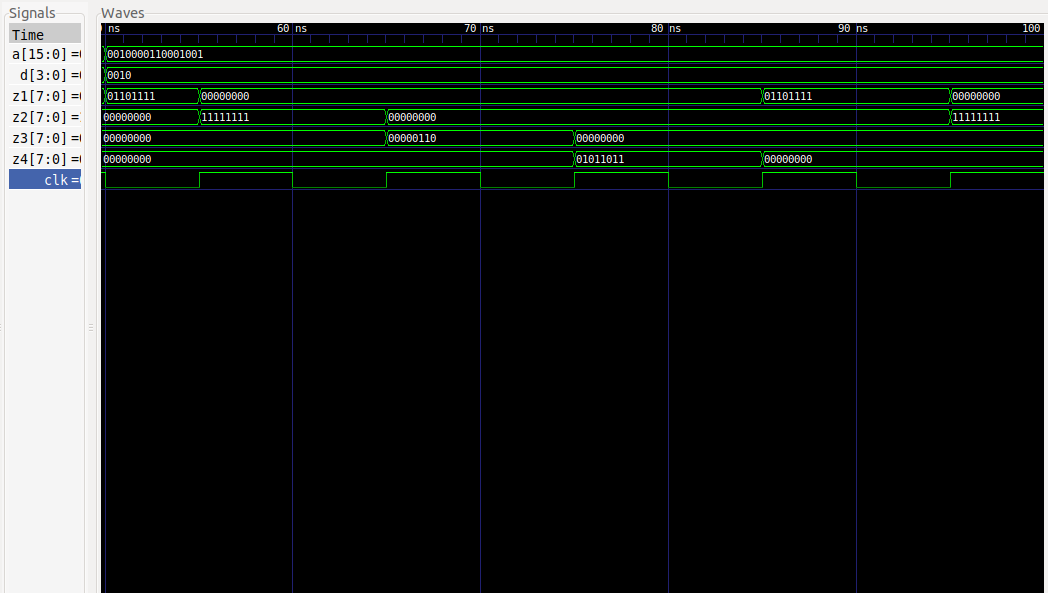 Signals Waves
Time ns 60 ns 70 ns 80 ns 90 ns 100
a[15:0] = 0010000110001001
d[3:0] = 0010
z1[7:0] = 01101111 00000000 01101111 00000000
z2[7:0] = 00000000 11111111 00000000 11111111
z3[7:0] = 00000000 00000110 00000000
z4[7:0] = 00000000 01011011 00000000
clk =